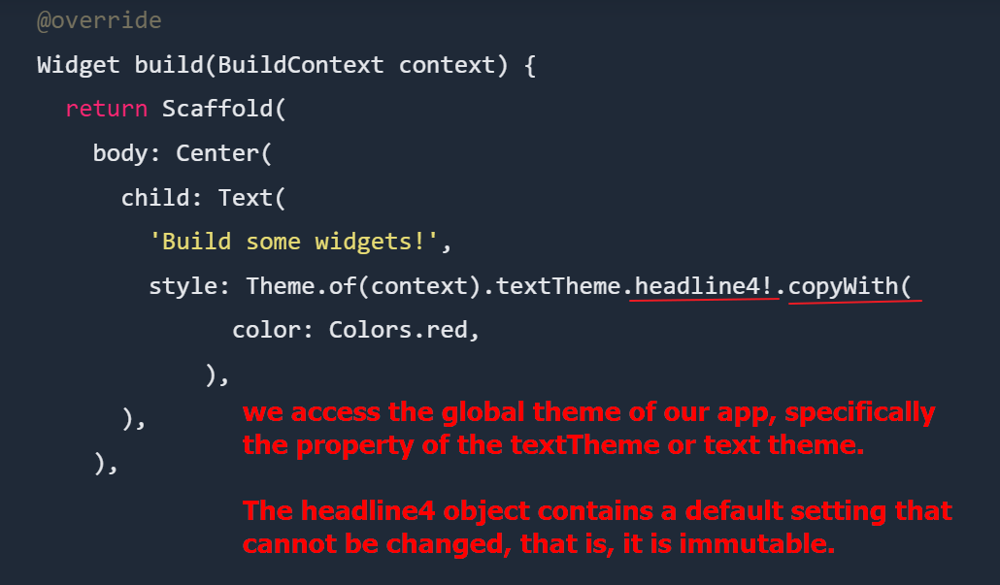 @override
Widget build(BuildContext context) {
return Scaffold(
body: Center(
child: Text(
'Build some widgets!',
style: Theme.of(context).textTheme.headline4!.copyWith(
color: Colors.red,
),
),
),
we access the global theme of our app, specifically
the property of the textTheme or text theme.
The headline4 object contains a default setting that
cannot be changed, that is, it is immutable.